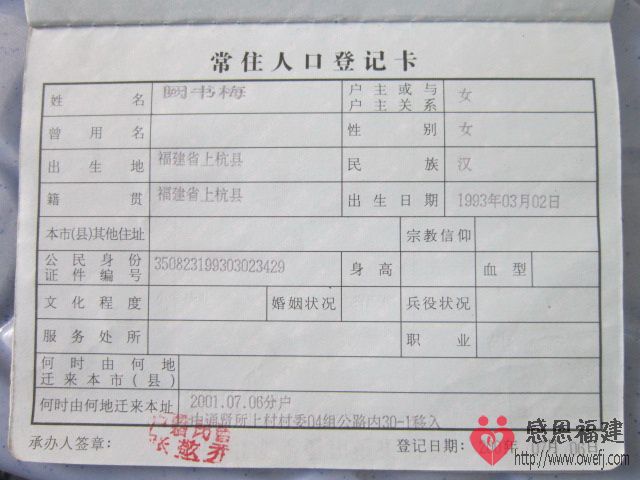 常住人口登记卡
姓名 阙书梅 户主或与户主关系 女
曾用名 性别 女
出生地 福建省上杭县 民族 汉
籍贯 福建省上杭县 出生日期 1993年03月02日
本市(县)其他住址 宗教信仰
公民身份证件编号 350823199303023429 身高 血型
文化程度 婚姻状况 兵役状况
服务处所 职业
何时由何地迁来本市(县)
何时由何地迁来本址 2001.07.06分户
由通贤所上村村委04组公路内30-1移入
承办人签章: 登记日期:
感恩福建
http://www.owefj.com